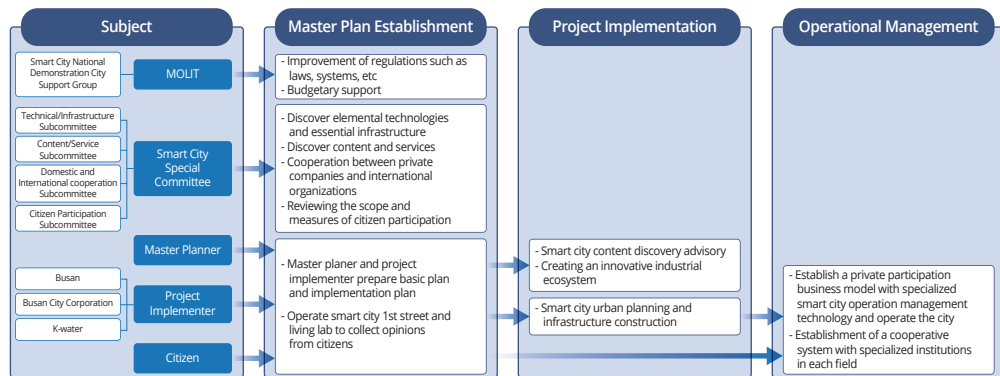 Subject
Smart City National
Demonstration City
Support Group
MOLIT
Technical/Infrastructure
Subcommittee
Content/Service
Subcommittee
Domestic and
International cooperation
Subcommittee
Citizen Participation
Subcommittee
Smart City
Special
Committee
Master Planner
Busan
Busan City Corporation
K-water
Project
Implementer
Citizen
Master Plan Establishment
- Improvement of regulations such as
laws, systems, etc
- Budgetary support
- Discover elemental technologies
and essential infrastructure
- Discover content and services
- Cooperation between private
companies and international
organizations
- Reviewing the scope and
measures of citizen participation
- Master planer and project
implementer prepare basic plan
and implementation plan
- Operate smart city 1st street and
living lab to collect opinions
from citizens
Project Implementation
- Smart city content discovery advisory
- Creating an innovative industrial
ecosystem
- Smart city urban planning and
infrastructure construction
Operational Management
- Establish a private participation
business model with specialized
smart city operation management
technology and operate the city
- Establishment of a cooperative
system with specialized institutions
in each field